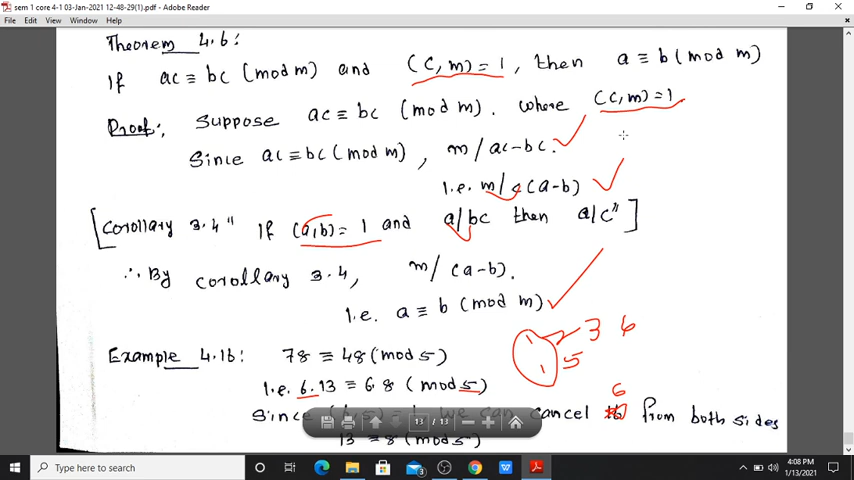 sem 1 core 4-1 03-Jan-2021 12-48-29(1).pdf - Adobe Reader
File Edit View Window Help
Theorem 4.6:
If ac ≡ bc (mod m) and (c, m) = 1, then a ≡ b (mod m)
Proof: Suppose ac ≡ bc (mod m). where (c, m) = 1
Since ac ≡ bc (mod m), m/ac-bc.
I.e. m/c(a-b)
[Corollary 3.4" If (a,b) = 1 and a/bc then a/c"]
∴ By corollary 3.4, m/(a-b).
I.e. a ≡ b (mod m)
3 6
5
Example 4.16: 78 ≡ 48 (mod 5)
I.e. 6.13 ≡ 6.8 (mod 5)
6
Since we can cancel from both sides
13 / 13
13 ≡ 8 (mod 5)
Type here to search
3
W
4:08 PM
1/13/2021